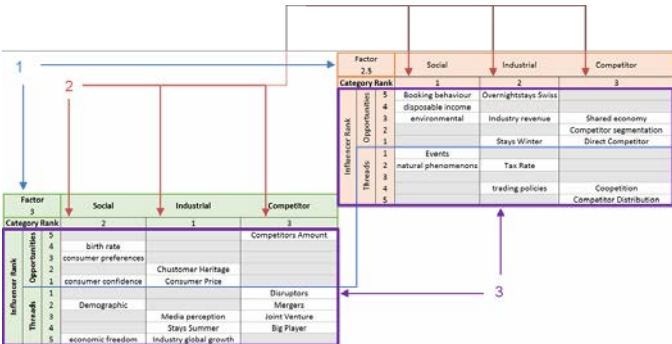 1
2
Factor Social Industrial Competitor
2.5
Category Rank 1 2 3
Influencer Rank
Opportunities
5 Booking behaviour Overnightstays Swiss
4 disposable income
3 environmental Industry revenue Shared economy
2 Competitor segmentation
1 Stays Winter Direct Competitor
Threads
1 Events
2 natural phenomenons Tax Rate
3
4 trading policies Coopetition
5 Competitor Distribution
Factor Social Industrial Competitor
3
Category Rank 2 1 3
Influencer Rank
Opportunities
5 Competitors Amount
4 birth rate
3 consumer preferences
2 Chustomer Heritage
1 consumer confidence Consumer Price
Threads
1 Disruptors
2 Demographic Mergers
3 Media perception Joint Venture
4 Stays Summer Big Player
5 economic freedom Industry global growth
3